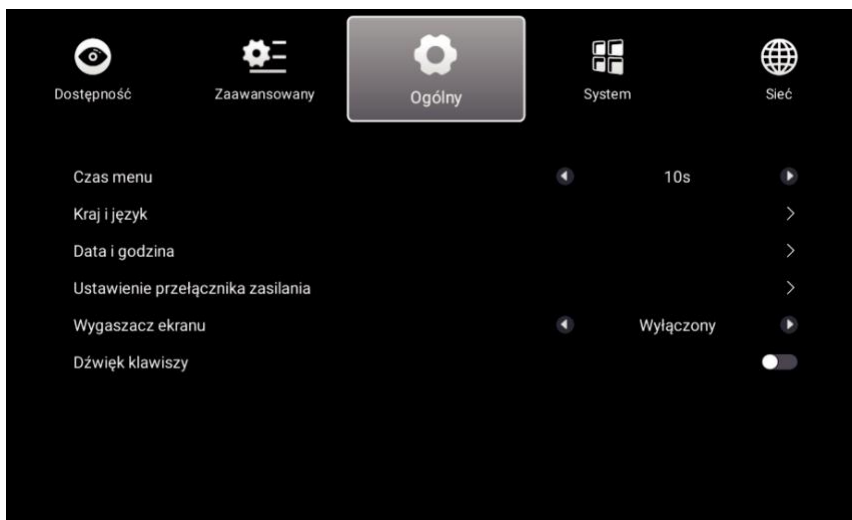 Dostępność
Zaawansowany
Ogólny
System
Sieć
Czas menu 10s
Kraj i język
Data i godzina
Ustawienie przełącznika zasilania
Wygaszacz ekranu Wyłączony
Dźwięk klawiszy